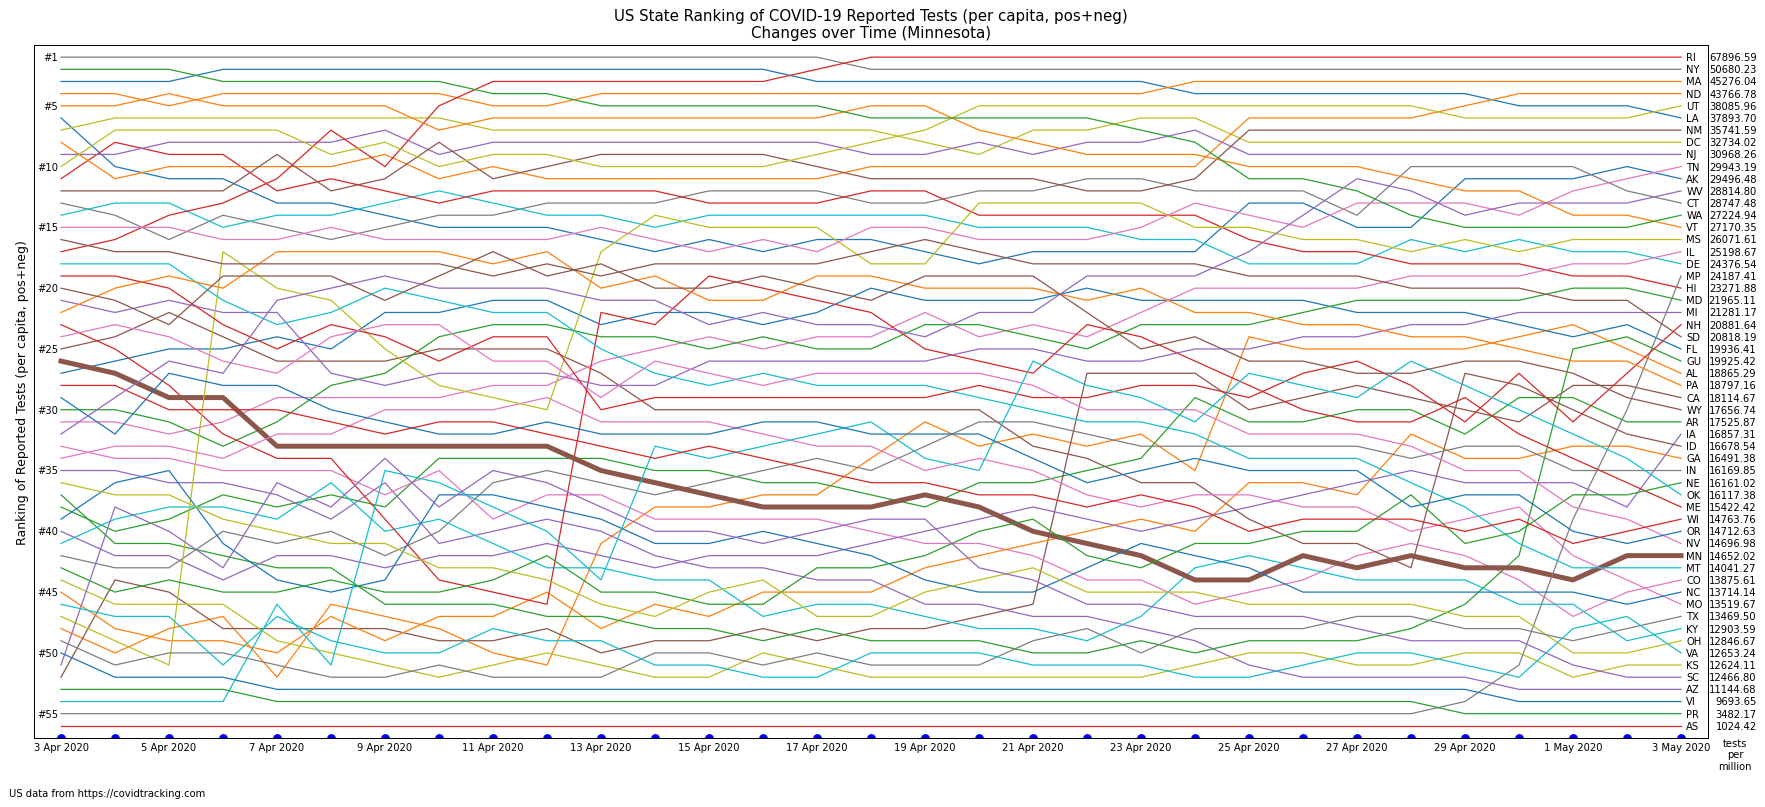 US State Ranking of COVID-19 Reported Tests (per capita, pos+neg)
Changes over Time (Minnesota)
Ranking of Reported Tests (per capita, pos+neg)
#1
#5
#10
#15
#20
#25
#30
#35
#40
#45
#50
#55
RI 67896.59
NY 50680.23
MA 45276.04
ND 43766.78
UT 38085.96
LA 37893.70
NM 35741.59
DC 32734.02
NJ 30968.26
TN 29943.19
AK 29496.48
WV 28814.80
CT 28747.48
WA 27224.94
VT 27170.35
MS 26071.61
IL 25198.67
DE 24376.54
MP 24187.41
HI 23271.88
MD 21965.11
MI 21281.17
NH 20881.64
SD 20818.19
FL 19936.41
GU 19925.42
AL 18865.29
PA 18797.16
CA 18114.67
WY 17656.74
AR 17525.87
IA 16857.31
ID 16678.54
GA 16491.38
IN 16169.85
NE 16161.02
OK 16117.38
ME 15422.42
WI 14763.76
OR 14712.63
NV 14696.98
MN 14652.02
MT 14041.27
CO 13875.61
NC 13714.14
MO 13519.67
TX 13469.50
KY 12903.59
OH 12846.67
VA 12653.24
KS 12624.11
SC 12466.80
AZ 11144.68
VI 9693.65
PR 3482.17
AS 1024.42
3 Apr 2020 5 Apr 2020 7 Apr 2020 9 Apr 2020 11 Apr 2020 13 Apr 2020 15 Apr 2020 17 Apr 2020 19 Apr 2020 21 Apr 2020 23 Apr 2020 25 Apr 2020 27 Apr 2020 29 Apr 2020 1 May 2020 3 May 2020
tests
per
million
US data from https://covidtracking.com